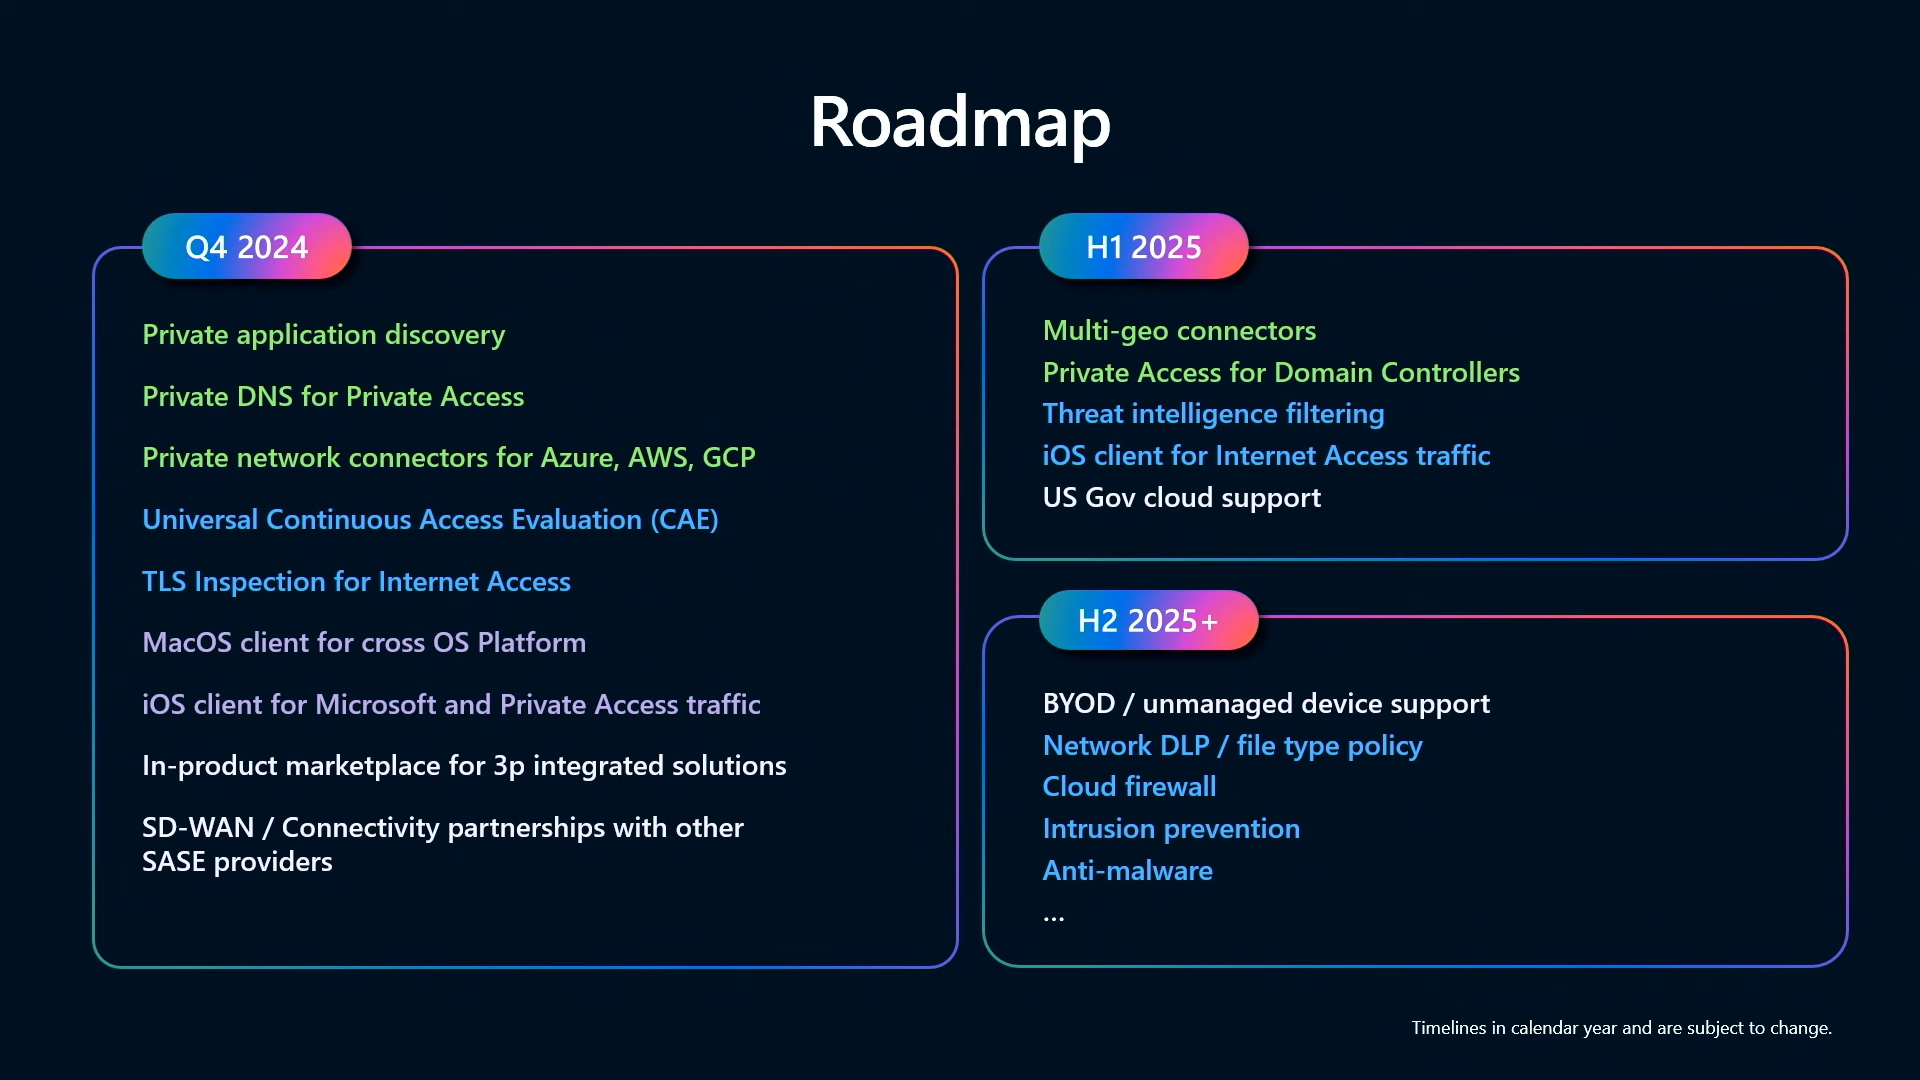 Roadmap
Q4 2024
Private application discovery
Private DNS for Private Access
Private network connectors for Azure, AWS, GCP
Universal Continuous Access Evaluation (CAE)
TLS Inspection for Internet Access
MacOS client for cross OS Platform
iOS client for Microsoft and Private Access traffic
In-product marketplace for 3p integrated solutions
SD-WAN / Connectivity partnerships with other
SASE providers
H1 2025
Multi-geo connectors
Private Access for Domain Controllers
Threat intelligence filtering
iOS client for Internet Access traffic
US Gov cloud support
H2 2025+
BYOD / unmanaged device support
Network DLP / file type policy
Cloud firewall
Intrusion prevention
Anti-malware
...
Timelines in calendar year and are subject to change.